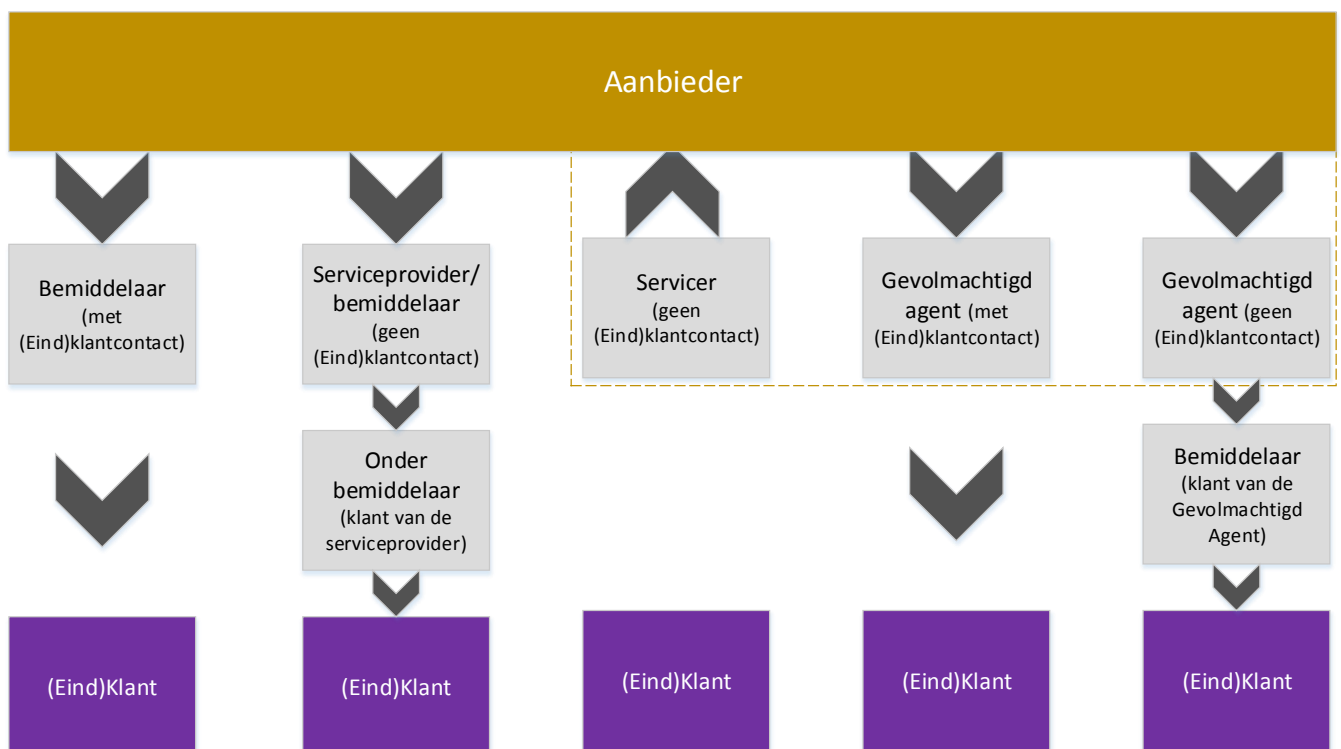 Aanbieder
Bemiddelaar
(met
(Eind)klantcontact)
Serviceprovider/
bemiddelaar
(geen
(Eind)klantcontact)
Servicer
(geen
(Eind)klantcontact)
Gevolmachtigd
agent (met
(Eind)klantcontact)
Gevolmachtigd
agent (geen
(Eind)klantcontact)
Onder
bemiddelaar
(klant van de
serviceprovider)
Bemiddelaar
(klant van de
Gevolmachtigd
Agent)
(Eind)Klant
(Eind)Klant
(Eind)Klant
(Eind)Klant
(Eind)Klant